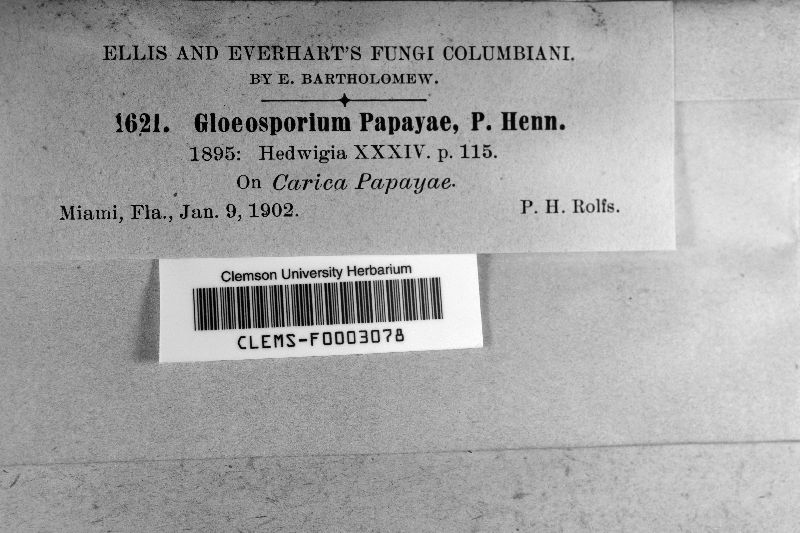 ELLIS AND EVERHART'S FUNGI COLUMBIANI.
BY E. BARTHOLOMEW.
1621. Gloeosporium Papayae, P. Henn.
1895: Hedwigia XXXIV. p. 115.
On Carica Papayae.
Miami, Fla., Jan. 9, 1902. P. H. Rolfs.
Clemson University Herbarium
CLEMS-F0003078